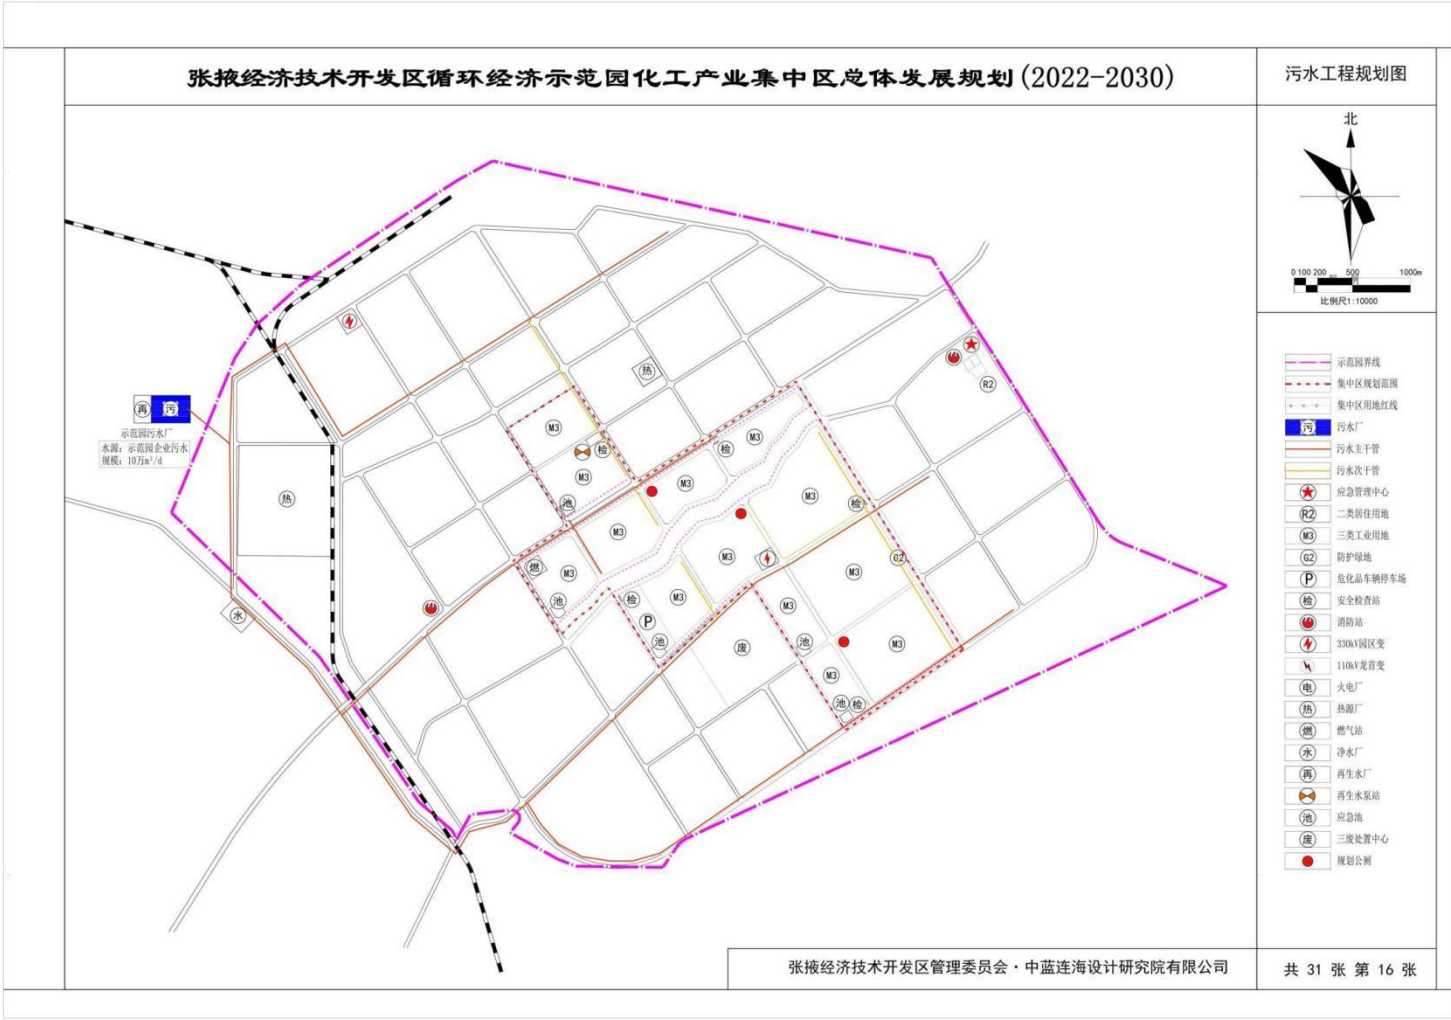 张掖经济技术开发区循环经济示范园化工产业集中区总体发展规划(2022-2030)
污水工程规划图
北
0 100 200 500 1000m
比例尺1:10000
示范园界线
集中区规划范围
集中区用地红线
污 污水厂
污水主干管
污水次干管
应急管理中心
R2 二类居住用地
M3 三类工业用地
G2 防护绿地
P 危化品车辆停车场
检 安全检查站
消防站
330kV园区变
110kV龙首变
电 火电厂
热 热源厂
燃 燃气站
水 净水厂
再 再生水厂
再生水泵站
池 应急池
废 三废处置中心
规划公厕
再 污
示范园污水厂
水源: 示范园企业污水
规模: 10万m³/d
热
R2
M3
检
M3
检
M3
热
M3
M3
池
M3
检
M3
燃
M3
M3
M3
G2
池
检
M3
M3
水
P
池
废
池
M3
M3
池 检
张掖经济技术开发区管理委员会·中蓝连海设计研究院有限公司
共 31 张 第 16 张